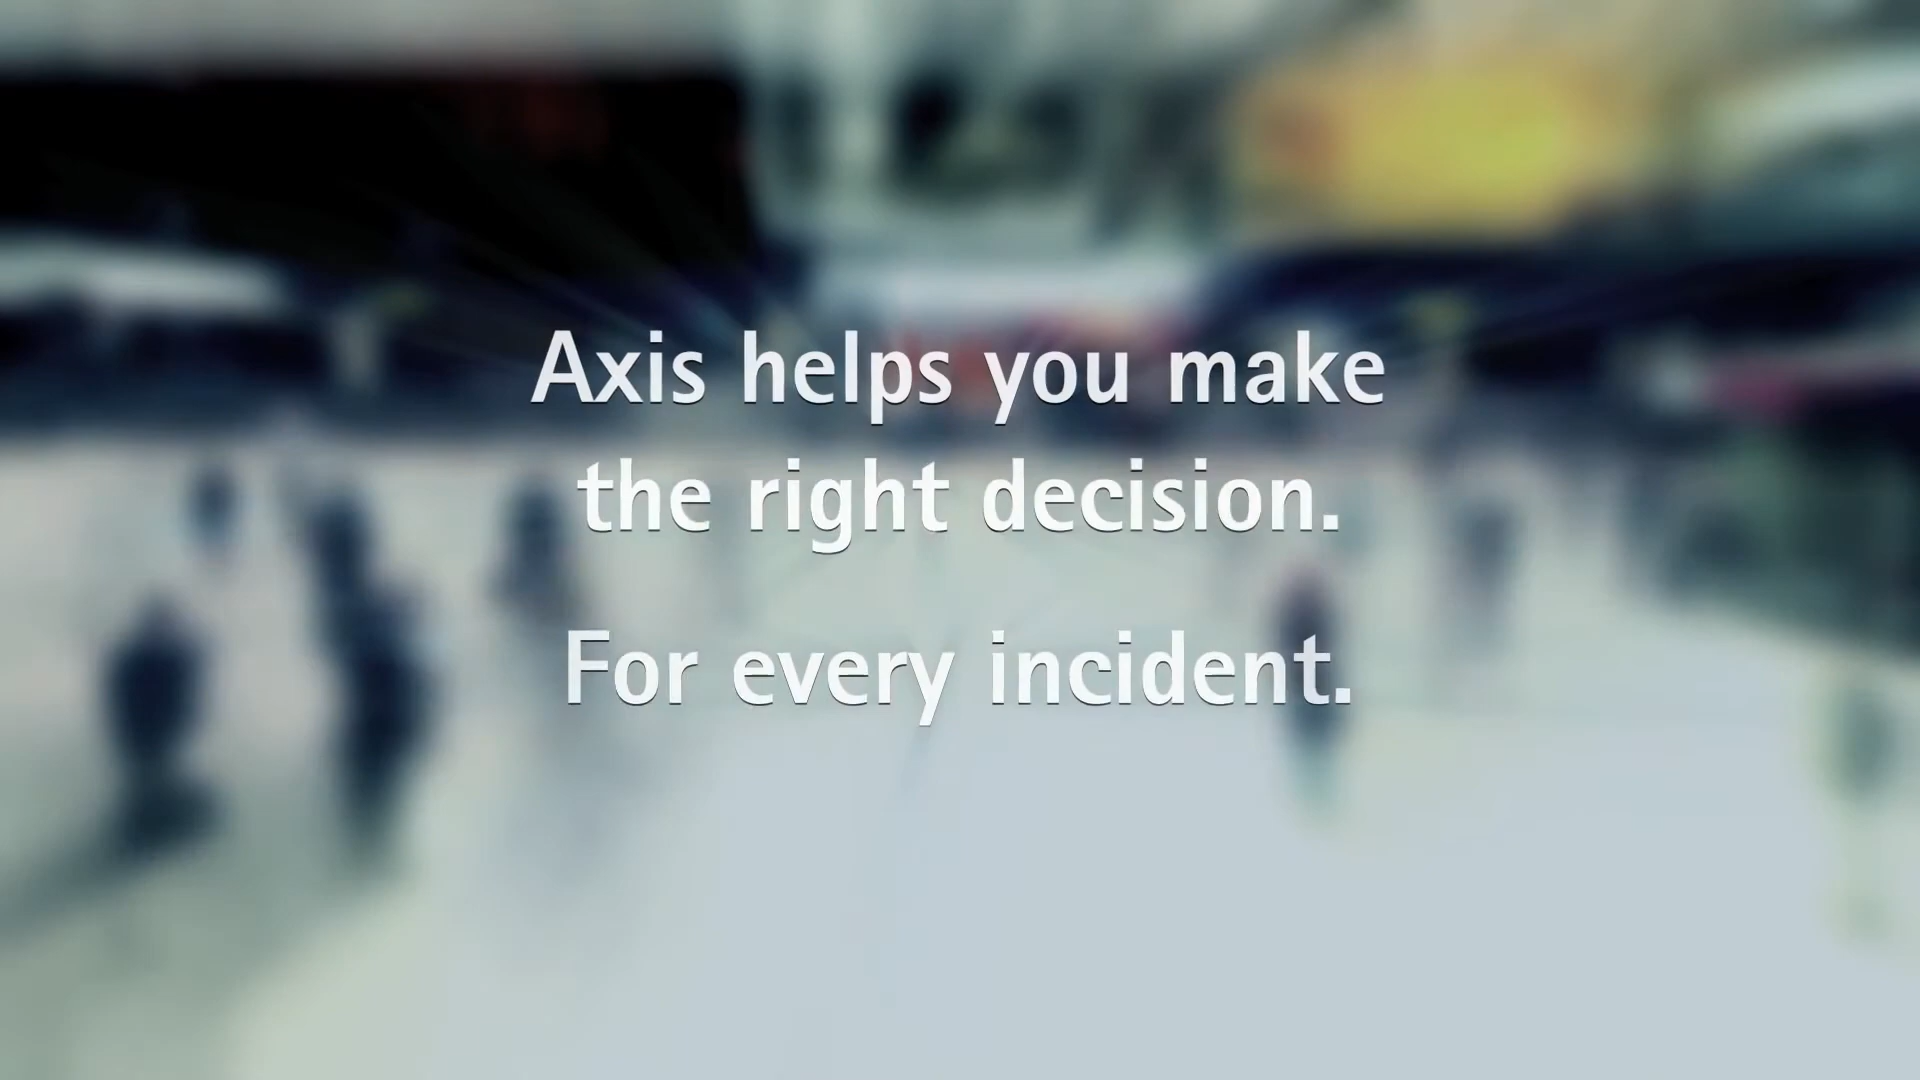 Axis helps you make
the right decision.
For every incident.